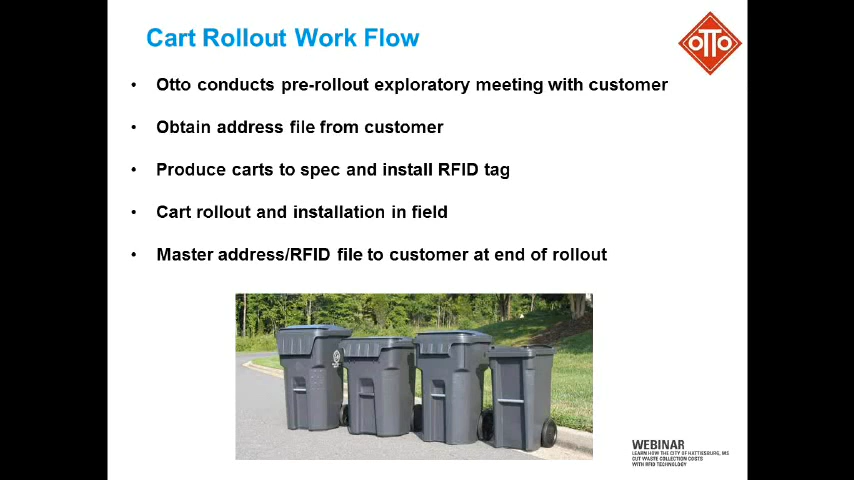 Cart Rollout Work Flow
OTTO
• Otto conducts pre-rollout exploratory meeting with customer
• Obtain address file from customer
• Produce carts to spec and install RFID tag
• Cart rollout and installation in field
• Master address/RFID file to customer at end of rollout
WEBINAR
LEARN HOW THE CITY OF HATTIESBURG, MS
CUT WASTE COLLECTION COSTS
WITH RFID TECHNOLOGY